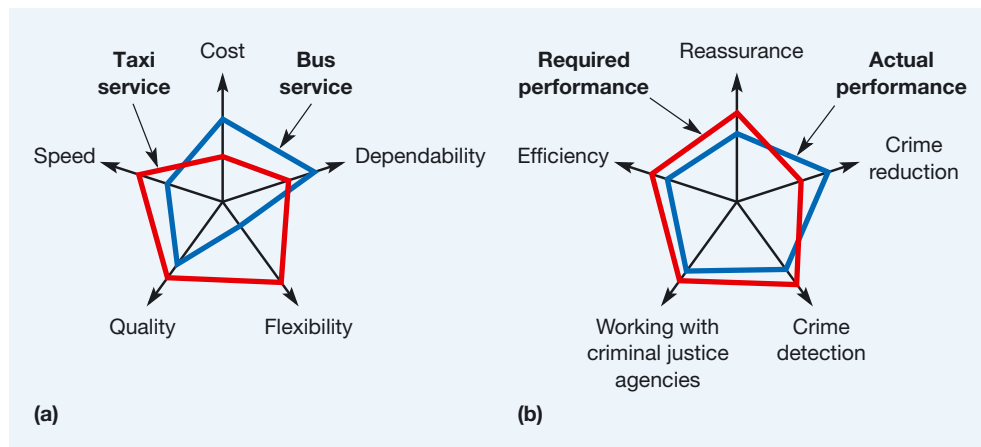 Cost
Taxi
service
Bus
service
Speed
Dependability
Quality
Flexibility
(a)
Reassurance
Required
performance
Actual
performance
Efficiency
Crime
reduction
Working with
criminal justice
agencies
Crime
detection
(b)